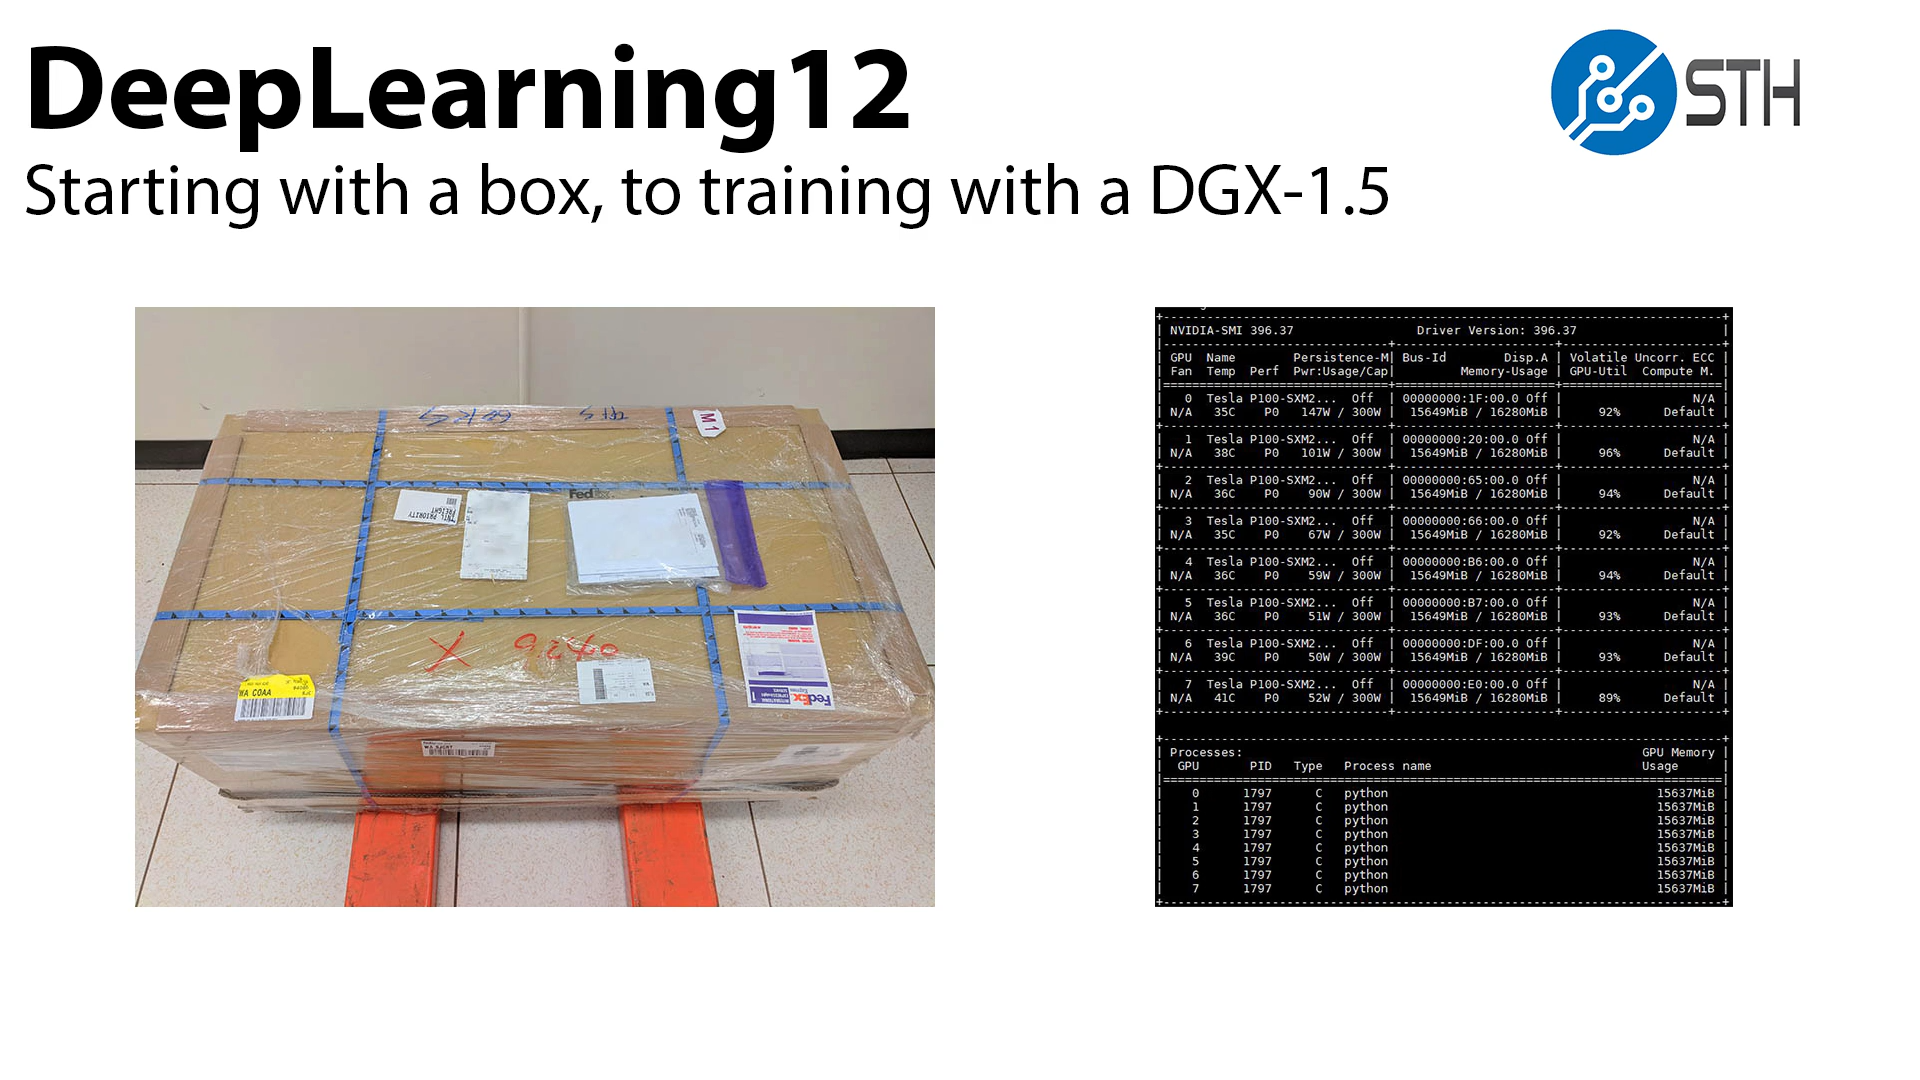 DeepLearning12
STH
Starting with a box, to training with a DGX-1.5
M1
FedEx
INTL PRIORITY
FREIGHT
X 9240
WA COAA
FedEx
Express
+-----------------------------------------------------------------------------+
| NVIDIA-SMI 396.37                 Driver Version: 396.37                    |
|-------------------------------+----------------------+----------------------+
| GPU  Name        Persistence-M| Bus-Id        Disp.A | Volatile Uncorr. ECC |
| Fan  Temp  Perf  Pwr:Usage/Cap|         Memory-Usage | GPU-Util  Compute M. |
|===============================+======================+======================|
|   0  Tesla P100-SXM2...  Off  | 00000000:1F:00.0 Off |                  N/A |
| N/A   35C    P0   147W / 300W |  15649MiB / 16280MiB |     92%      Default |
+-------------------------------+----------------------+----------------------+
|   1  Tesla P100-SXM2...  Off  | 00000000:20:00.0 Off |                  N/A |
| N/A   38C    P0   101W / 300W |  15649MiB / 16280MiB |     96%      Default |
+-------------------------------+----------------------+----------------------+
|   2  Tesla P100-SXM2...  Off  | 00000000:65:00.0 Off |                  N/A |
| N/A   36C    P0    90W / 300W |  15649MiB / 16280MiB |     94%      Default |
+-------------------------------+----------------------+----------------------+
|   3  Tesla P100-SXM2...  Off  | 00000000:66:00.0 Off |                  N/A |
| N/A   35C    P0    67W / 300W |  15649MiB / 16280MiB |     92%      Default |
+-------------------------------+----------------------+----------------------+
|   4  Tesla P100-SXM2...  Off  | 00000000:B6:00.0 Off |                  N/A |
| N/A   36C    P0    59W / 300W |  15649MiB / 16280MiB |     94%      Default |
+-------------------------------+----------------------+----------------------+
|   5  Tesla P100-SXM2...  Off  | 00000000:B7:00.0 Off |                  N/A |
| N/A   36C    P0    51W / 300W |  15649MiB / 16280MiB |     93%      Default |
+-------------------------------+----------------------+----------------------+
|   6  Tesla P100-SXM2...  Off  | 00000000:DF:00.0 Off |                  N/A |
| N/A   39C    P0    50W / 300W |  15649MiB / 16280MiB |     93%      Default |
+-------------------------------+----------------------+----------------------+
|   7  Tesla P100-SXM2...  Off  | 00000000:E0:00.0 Off |                  N/A |
| N/A   41C    P0    52W / 300W |  15649MiB / 16280MiB |     89%      Default |
+-------------------------------+----------------------+----------------------+
+-----------------------------------------------------------------------------+
| Processes:                                                       GPU Memory |
|  GPU       PID   Type   Process name                             Usage      |
|=============================================================================|
|    0      1797      C   python                                     15637MiB |
|    1      1797      C   python                                     15637MiB |
|    2      1797      C   python                                     15637MiB |
|    3      1797      C   python                                     15637MiB |
|    4      1797      C   python                                     15637MiB |
|    5      1797      C   python                                     15637MiB |
|    6      1797      C   python                                     15637MiB |
|    7      1797      C   python                                     15637MiB |
+-----------------------------------------------------------------------------+